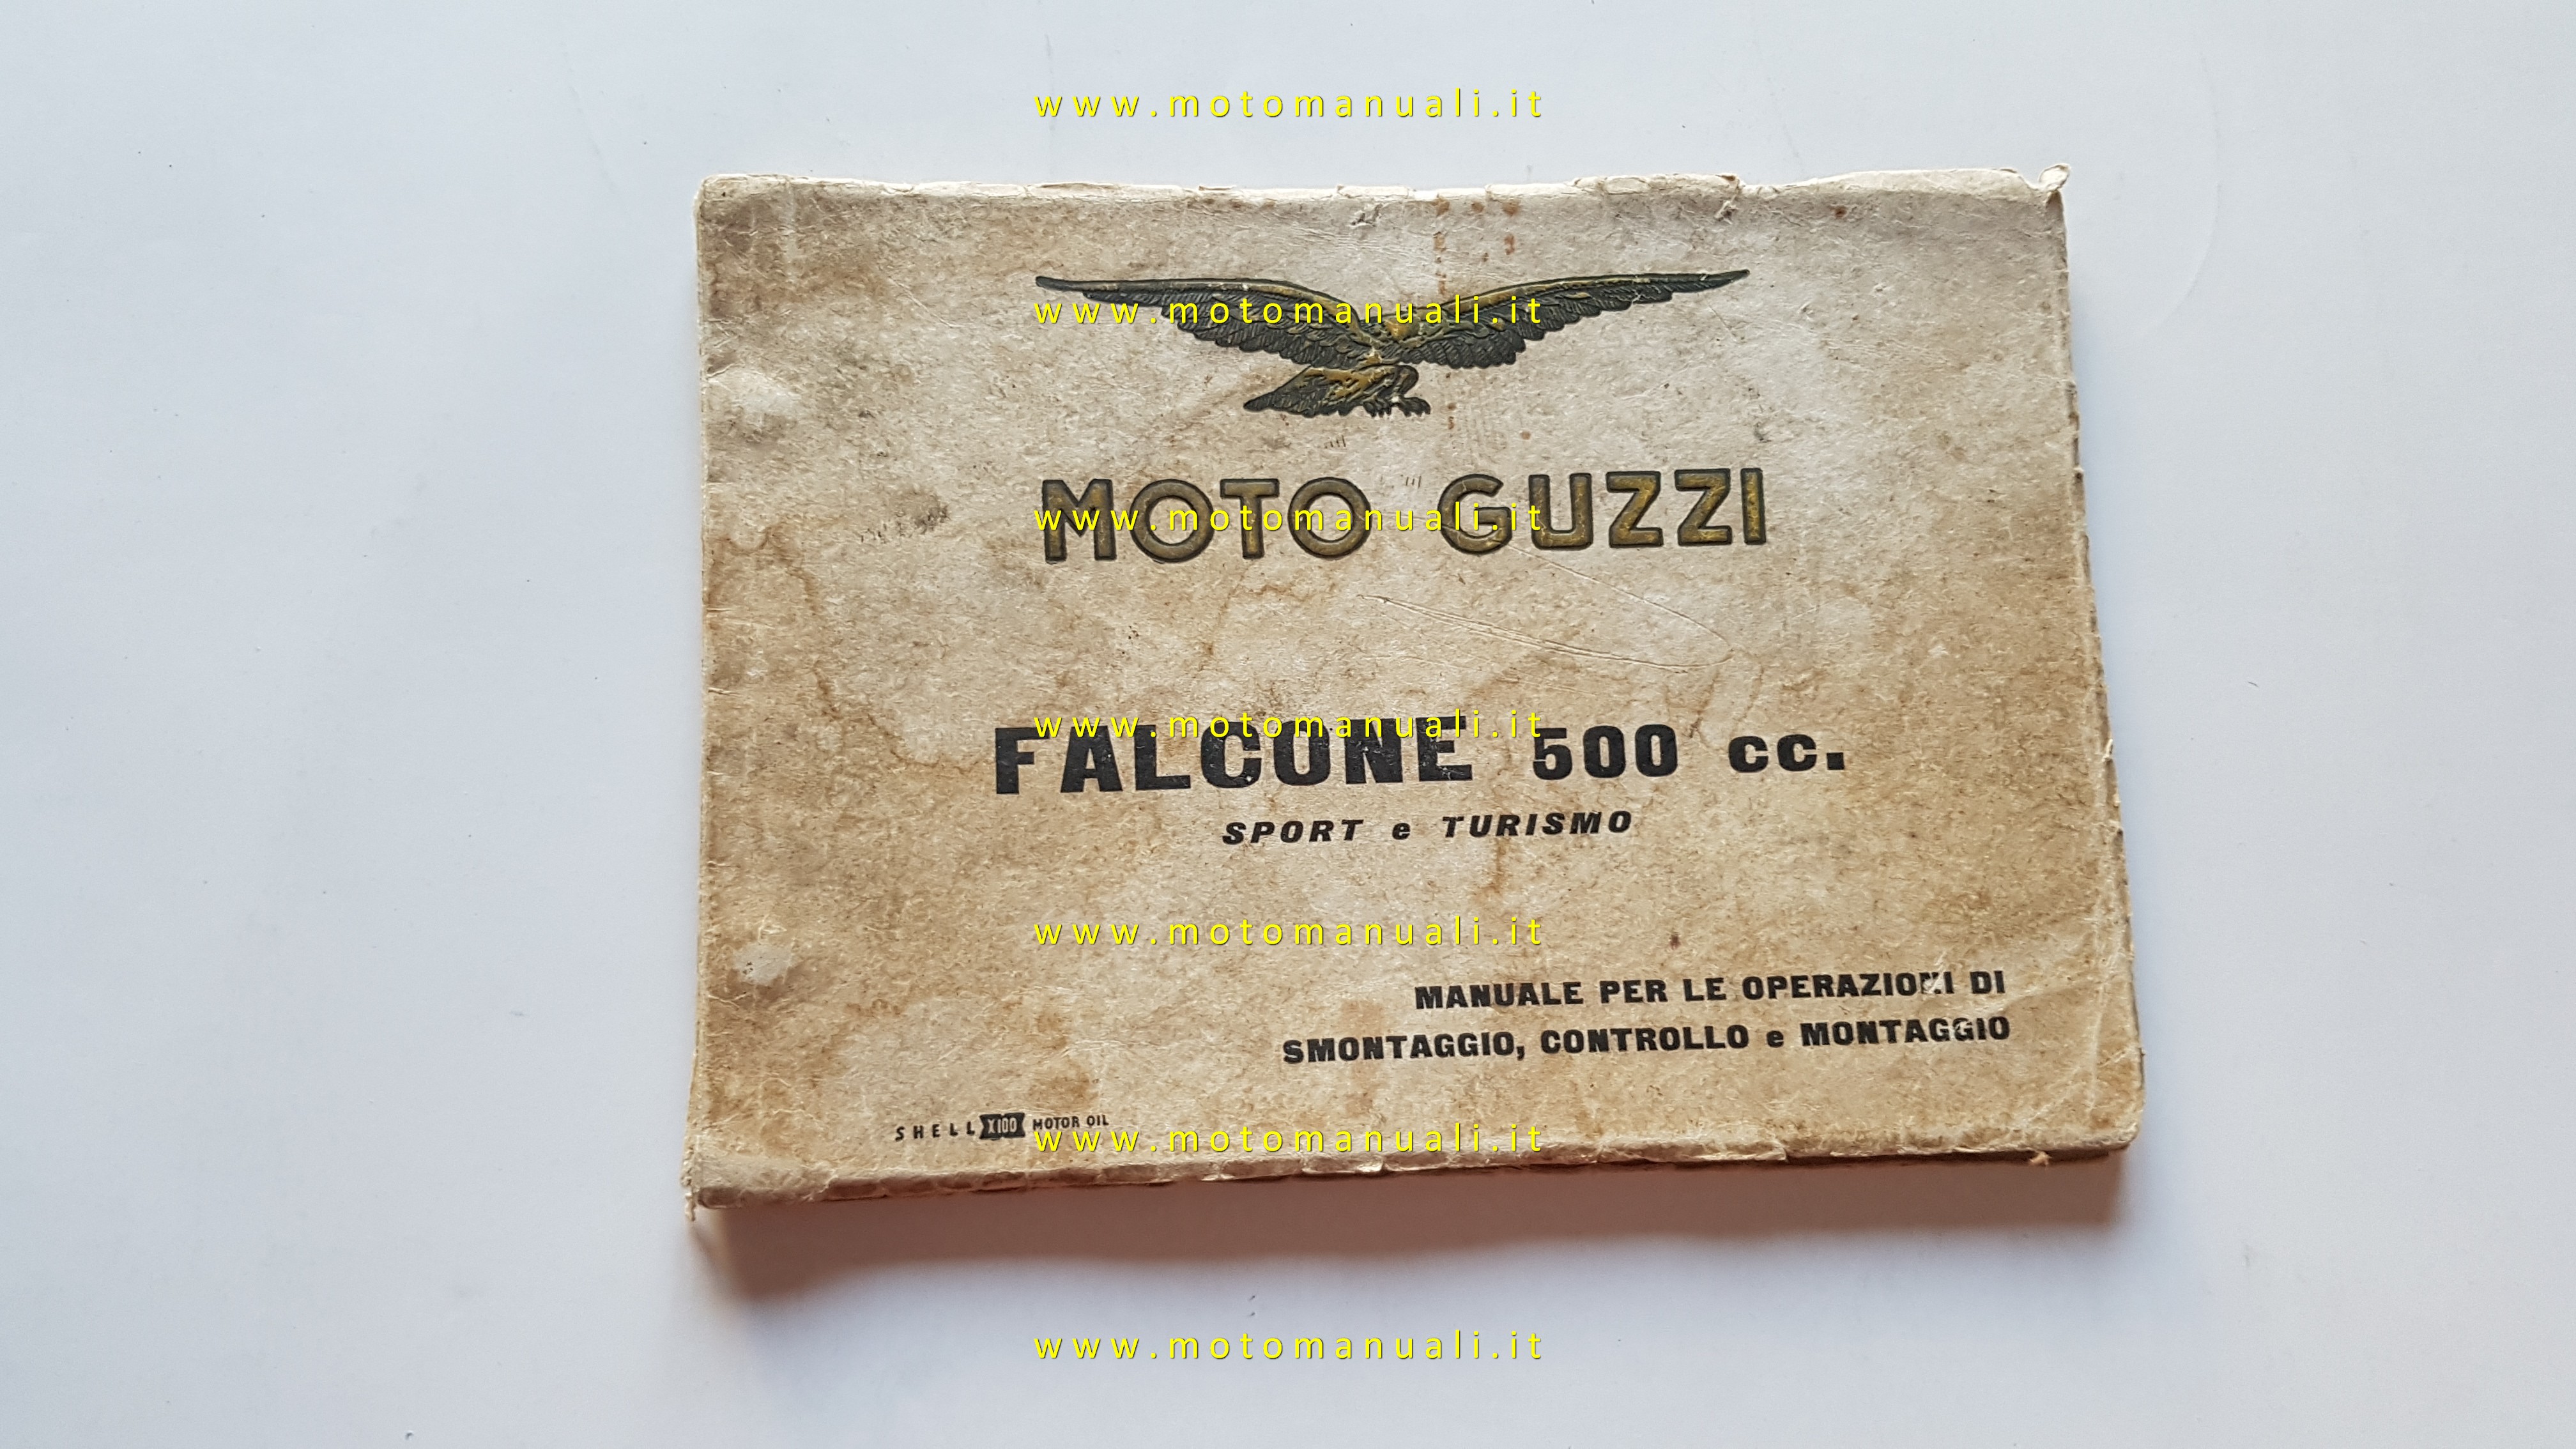 www.motomanuali.it
www.motomanuali.it
MOTO GUZZI
www.motomanuali.it
www.motomanuali.it
FALCONE 500 cc.
SPORT e TURISMO
www.motomanuali.it
MANUALE PER LE OPERAZIONI DI
SMONTAGGIO, CONTROLLO e MONTAGGIO
SHELL X100 MOTOR OIL
www.motomanuali.it
www.motomanuali.it